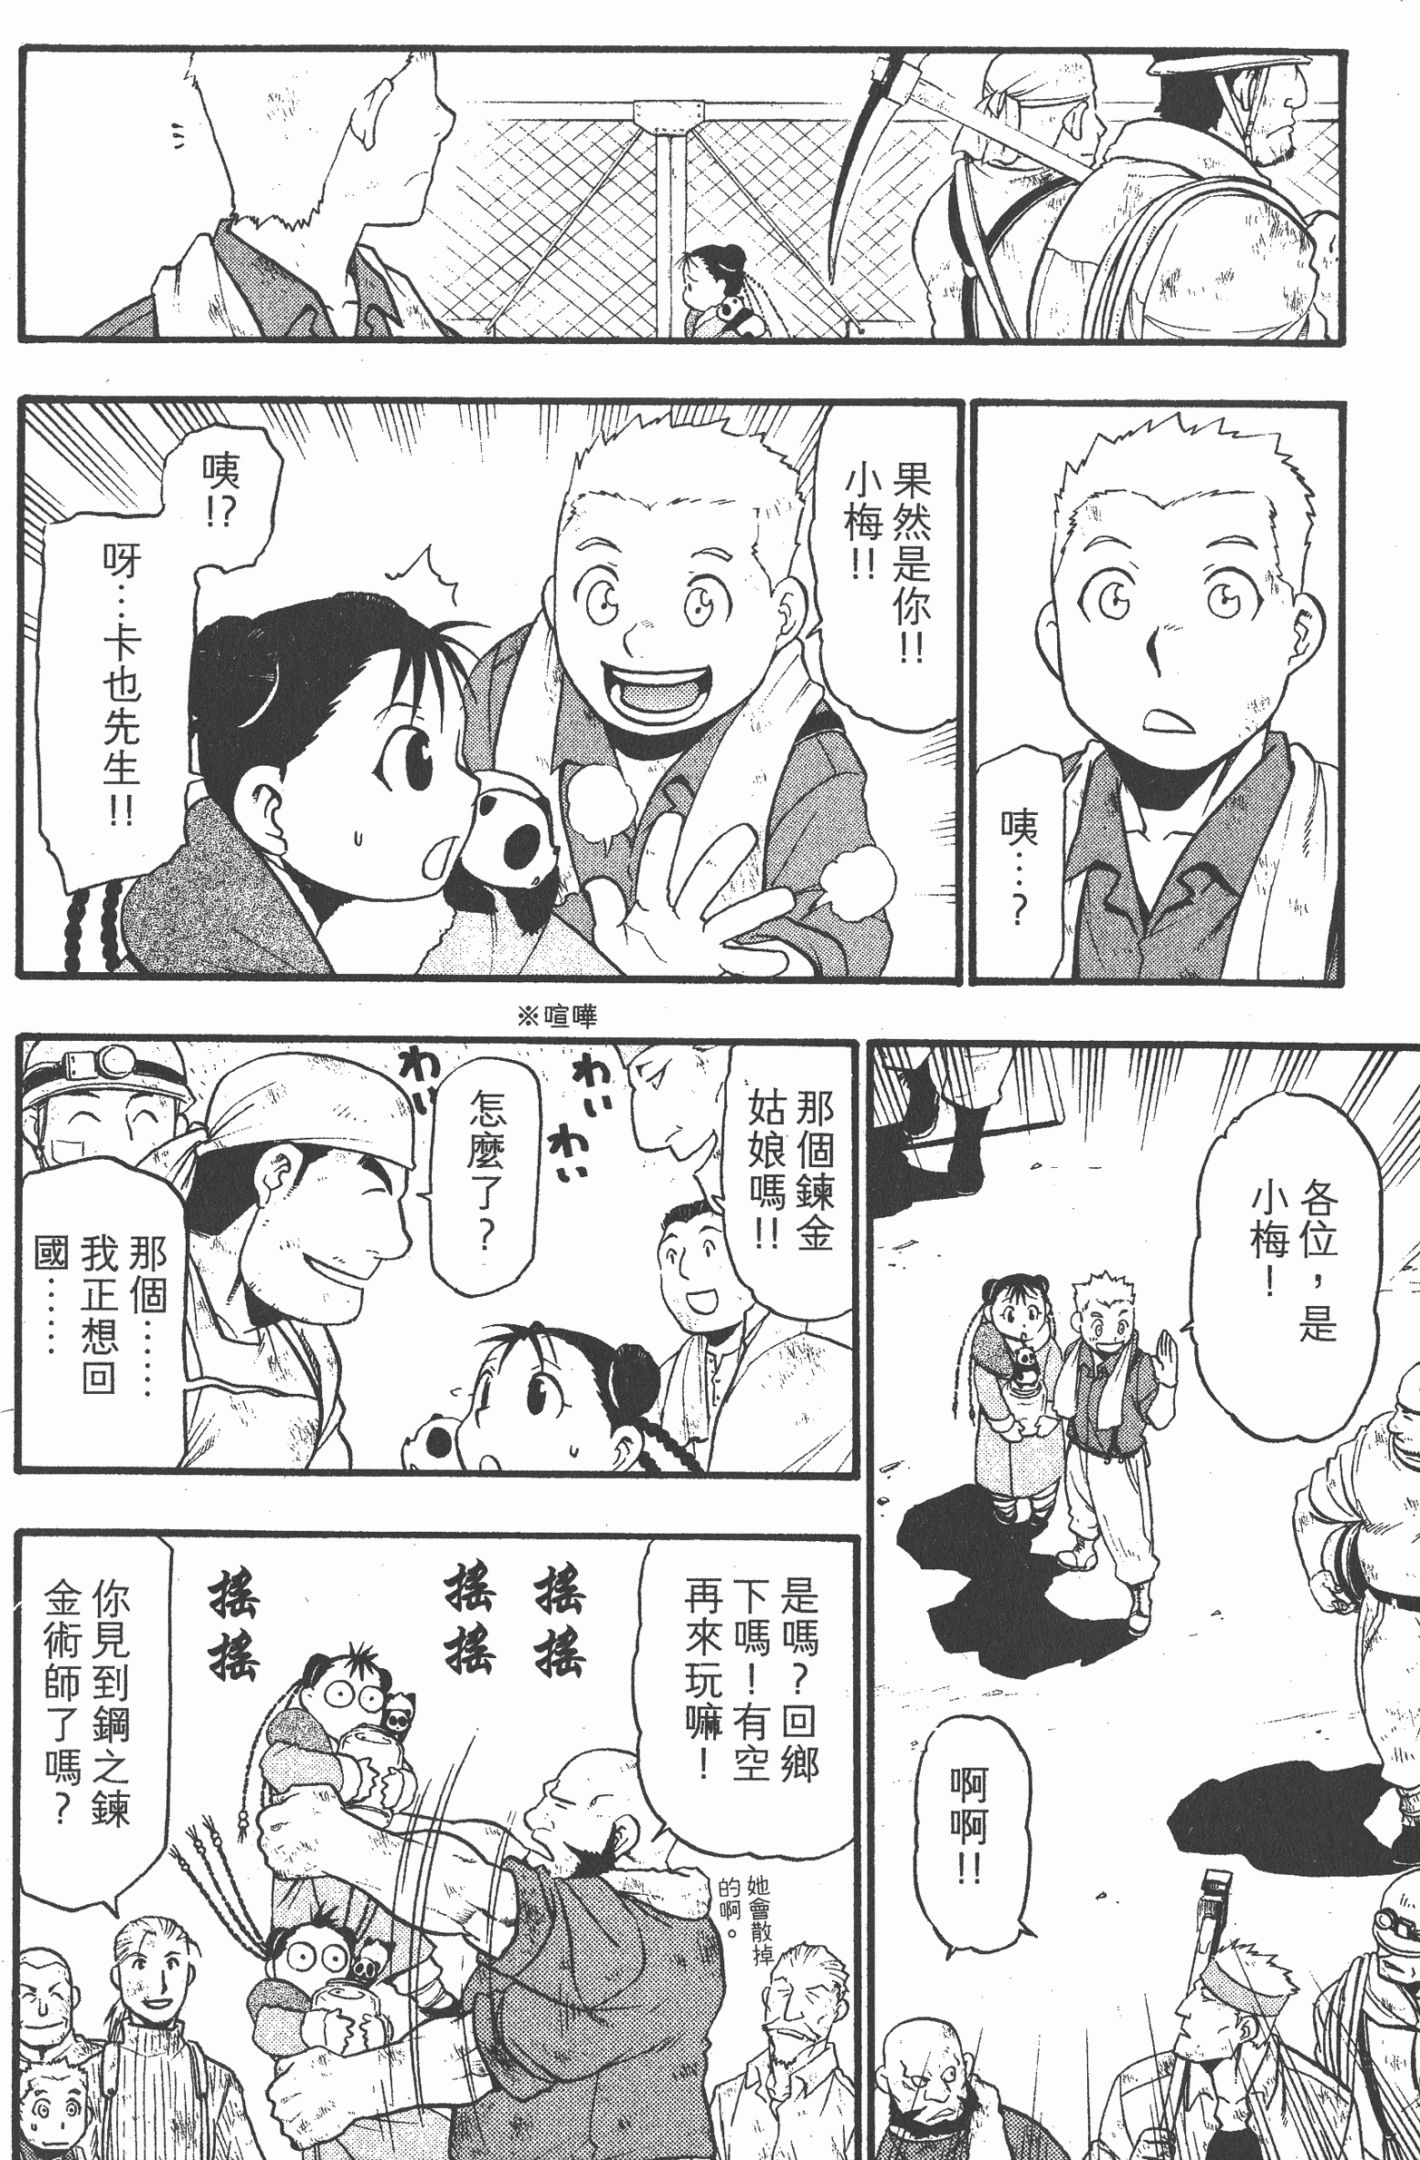 咦…?
果然是你!!
小梅!!
咦!?
呀…卡也先生!!
各位，是
小梅!
啊啊!!
※喧嘩
那個鍊金
姑娘嗎!!
わい
わい
わい
怎麼了?
那個……
我正想回
國……
是嗎?回鄉
下嗎!有空
再來玩嘛!
她會散掉
的啊。
搖搖
搖搖
搖搖
你見到鋼之鍊
金術師了嗎?